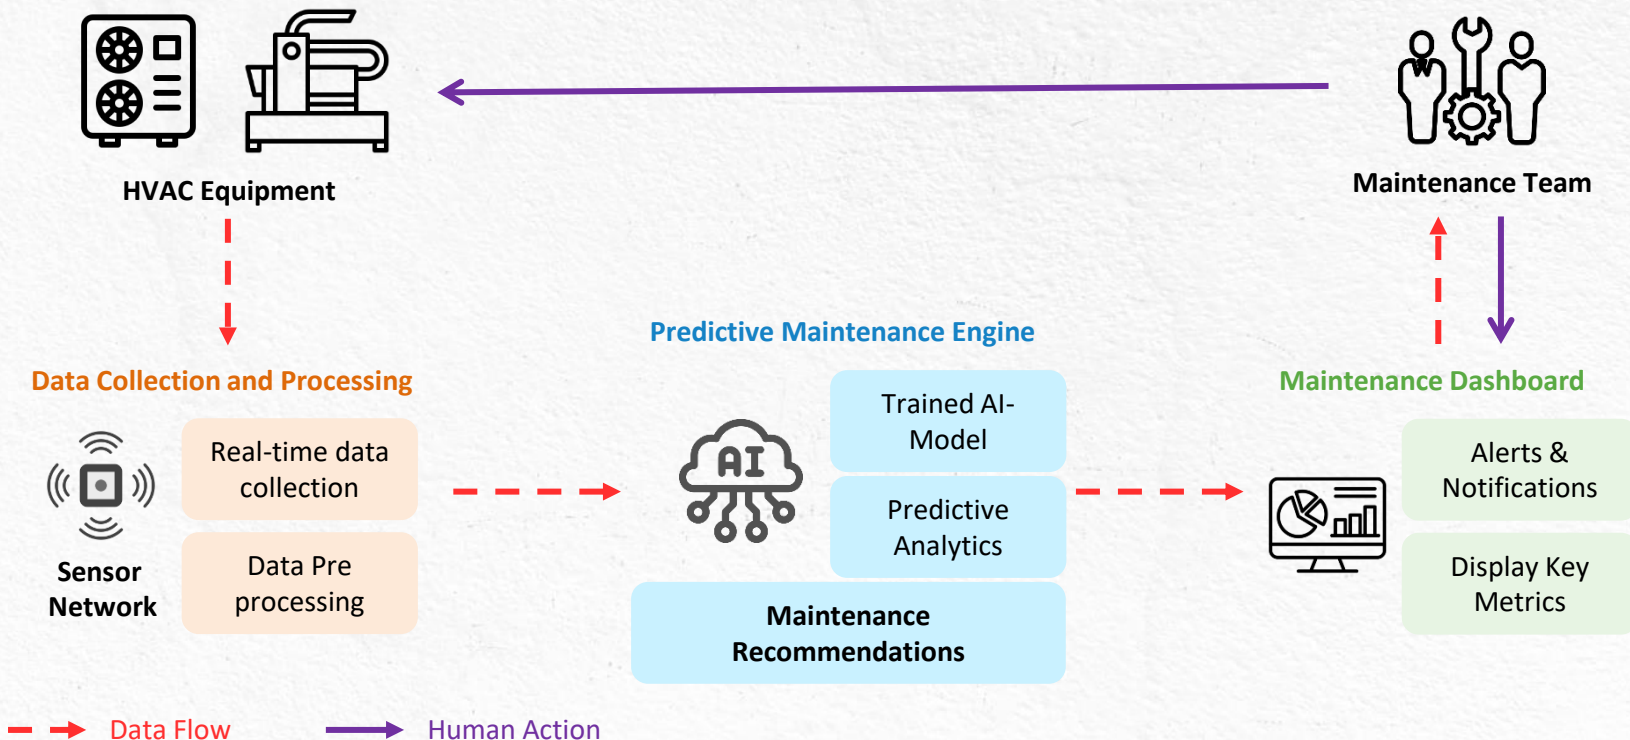 HVAC Equipment
Maintenance Team
Predictive Maintenance Engine
Data Collection and Processing
Maintenance Dashboard
Sensor
Network
Real-time data
collection
Data Pre
processing
AI
Trained AI-
Model
Predictive
Analytics
Maintenance
Recommendations
Alerts &
Notifications
Display Key
Metrics
Data Flow
Human Action